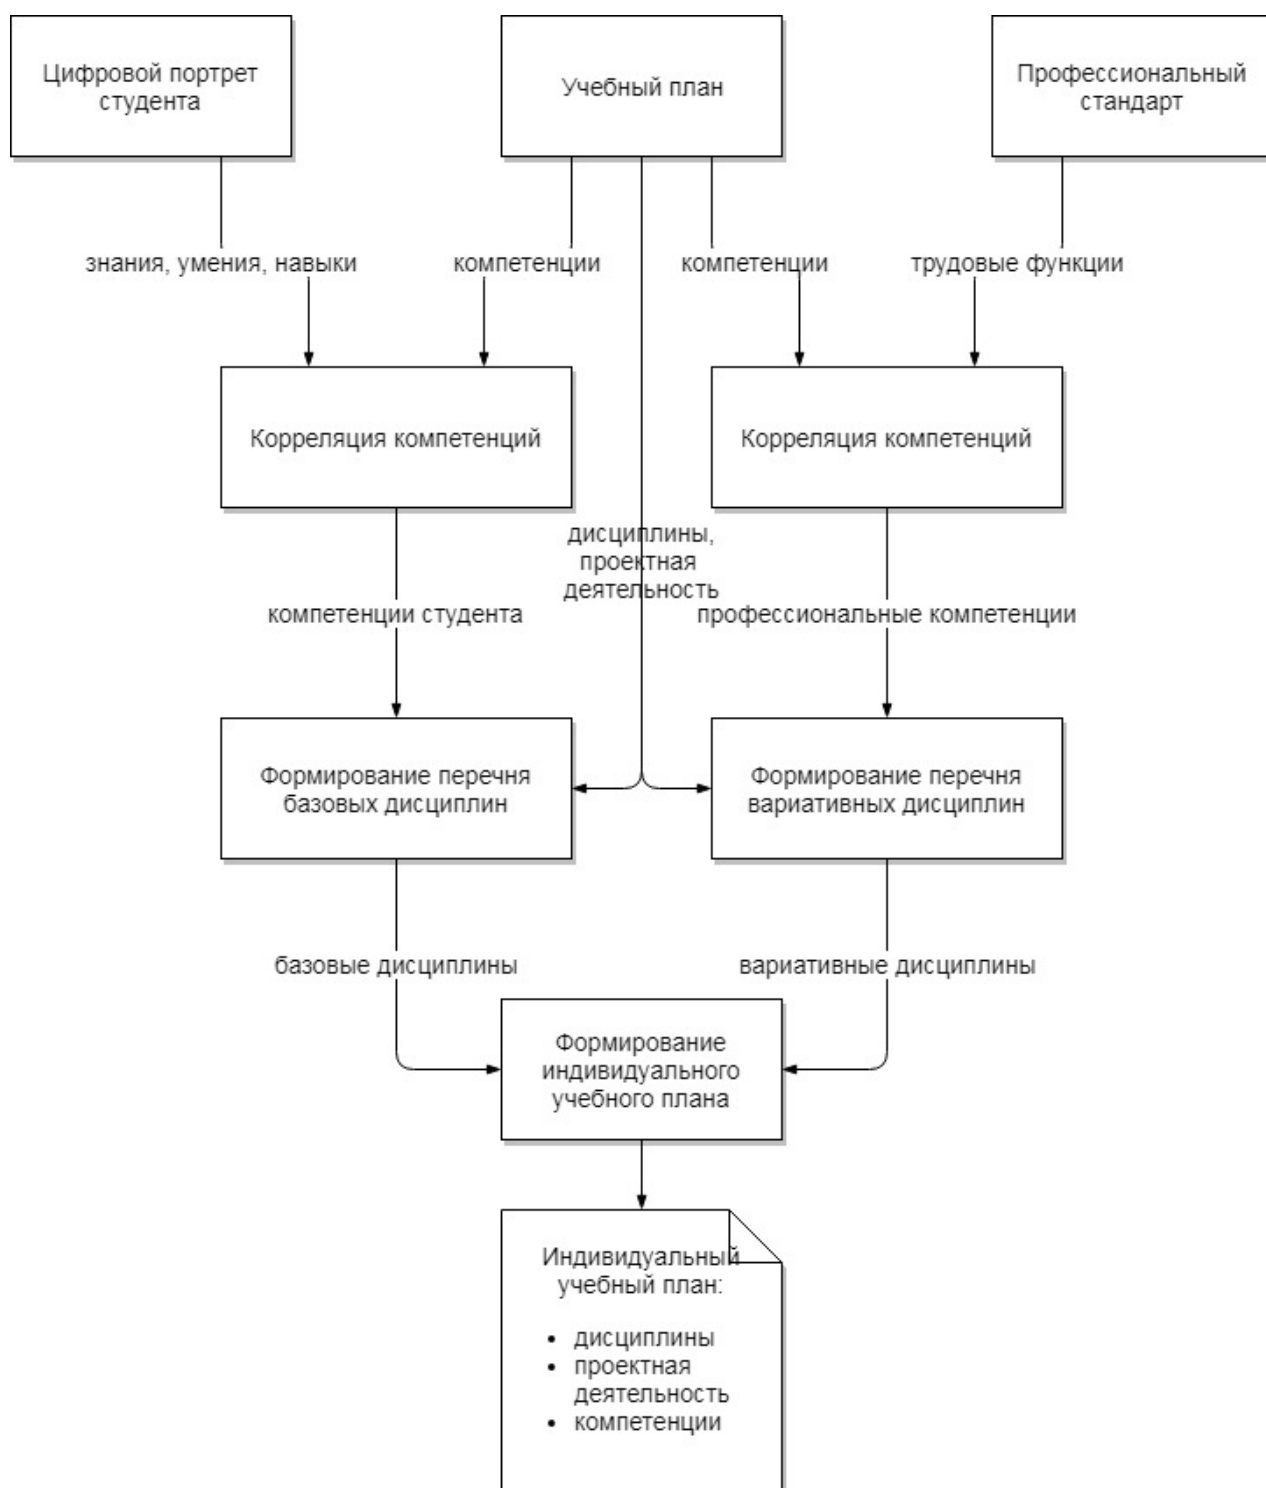 Цифровой портрет
студента
Учебный план
Профессиональный
стандарт
знания, умения, навыки
компетенции
компетенции
трудовые функции
Корреляция компетенций
Корреляция компетенций
дисциплины,
проектная
деятельность
компетенции студента
профессиональные компетенции
Формирование перечня
базовых дисциплин
Формирование перечня
вариативных дисциплин
базовые дисциплины
вариативные дисциплины
Формирование
индивидуального
учебного плана
Индивидуальный
учебный план:
• дисциплины
• проектная
деятельность
• компетенции